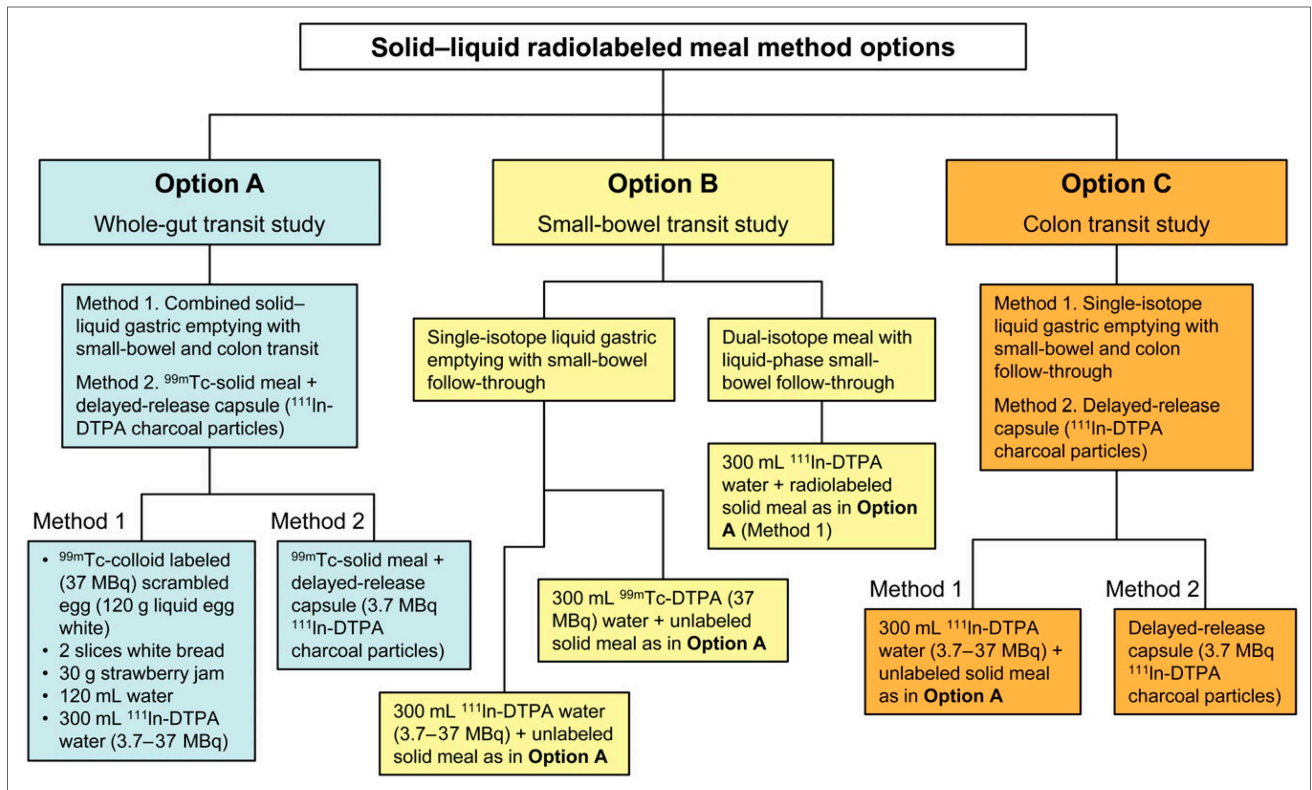 Solid–liquid radiolabeled meal method options
Option A
Whole-gut transit study
Option B
Small-bowel transit study
Option C
Colon transit study
Method 1. Combined solid–
liquid gastric emptying with
small-bowel and colon transit
Method 2. ⁹⁹ᵐTc-solid meal +
delayed-release capsule (¹¹¹In-
DTPA charcoal particles)
Single-isotope liquid gastric
emptying with small-bowel
follow-through
Dual-isotope meal with
liquid-phase small-
bowel follow-through
Method 1. Single-isotope
liquid gastric emptying with
small-bowel and colon
follow-through
Method 2. Delayed-release
capsule (¹¹¹In-DTPA
charcoal particles)
300 mL ¹¹¹In-DTPA
water + radiolabeled
solid meal as in Option
A (Method 1)
Method 1
• ⁹⁹ᵐTc-colloid labeled
(37 MBq) scrambled
egg (120 g liquid egg
white)
• 2 slices white bread
• 30 g strawberry jam
• 120 mL water
• 300 mL ¹¹¹In-DTPA
water (3.7–37 MBq)
Method 2
⁹⁹ᵐTc-solid meal +
delayed-release
capsule (3.7 MBq
¹¹¹In-DTPA
charcoal particles)
300 mL ⁹⁹ᵐTc-DTPA (37
MBq) water + unlabeled
solid meal as in Option A
300 mL ¹¹¹In-DTPA water
(3.7–37 MBq) + unlabeled
solid meal as in Option A
Method 1
300 mL ¹¹¹In-DTPA
water (3.7–37 MBq) +
unlabeled solid meal
as in Option A
Method 2
Delayed-release
capsule (3.7 MBq
¹¹¹In-DTPA
charcoal particles)